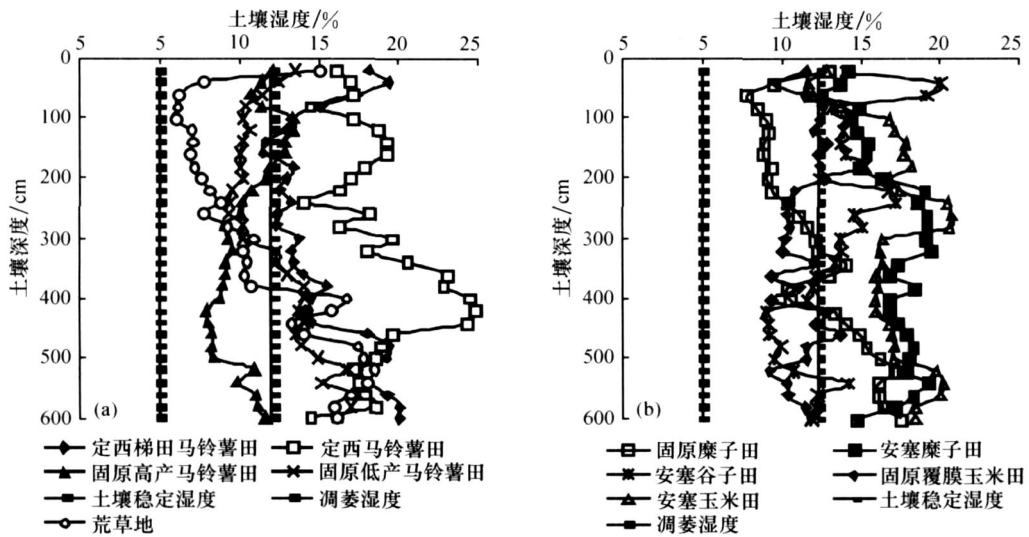 土壤湿度/%
5 5 10 15 20 25
0
100
200
300
400
500
600
土壤深度/cm
(a)
定西梯田马铃薯田 定西马铃薯田
固原高产马铃薯田 固原低产马铃薯田
土壤稳定湿度 凋萎湿度
荒草地
土壤湿度/%
5 5 10 15 20 25
0
100
200
300
400
500
600
土壤深度/cm
(b)
固原糜子田 安塞糜子田
安塞谷子田 固原覆膜玉米田
安塞玉米田 土壤稳定湿度
凋萎湿度